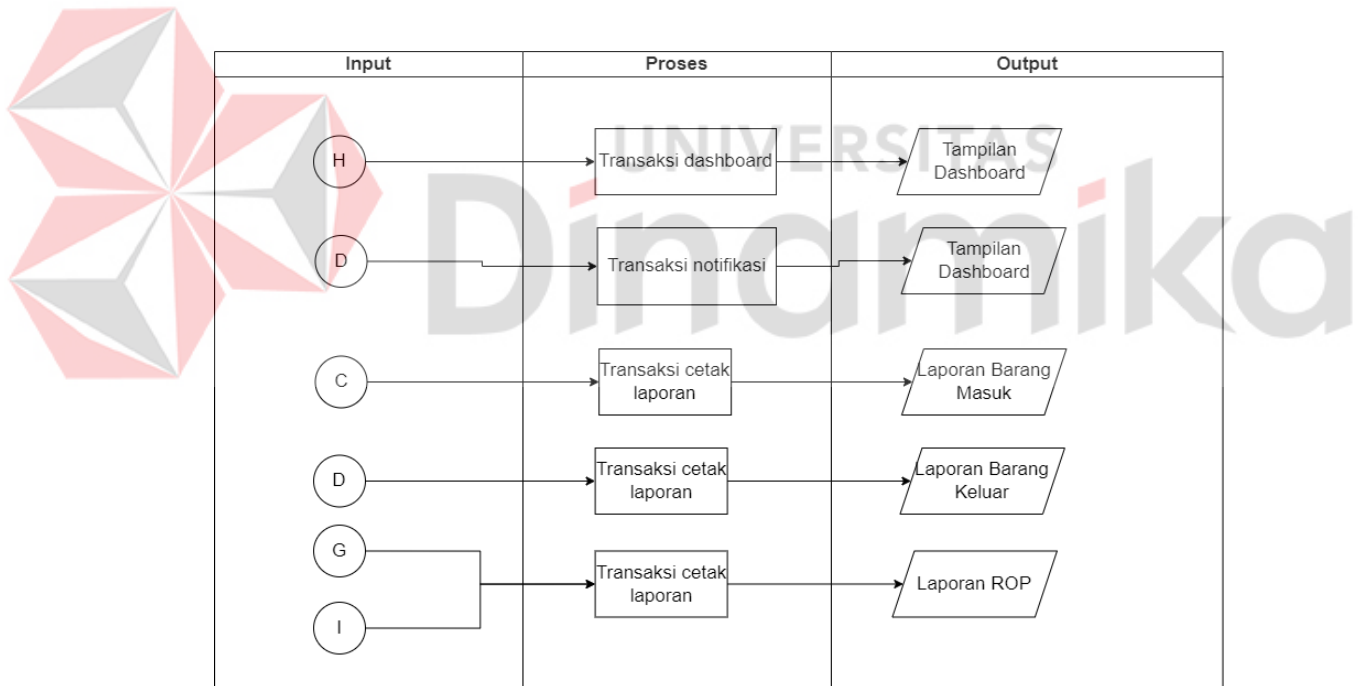 Input Proses Output
UNIVERSITAS
Dinamika
H
Transaksi dashboard
Tampilan
Dashboard
D
Transaksi notifikasi
Tampilan
Dashboard
C
Transaksi cetak
laporan
Laporan Barang
Masuk
D
Transaksi cetak
laporan
Laporan Barang
Keluar
G
I
Transaksi cetak
laporan
Laporan ROP